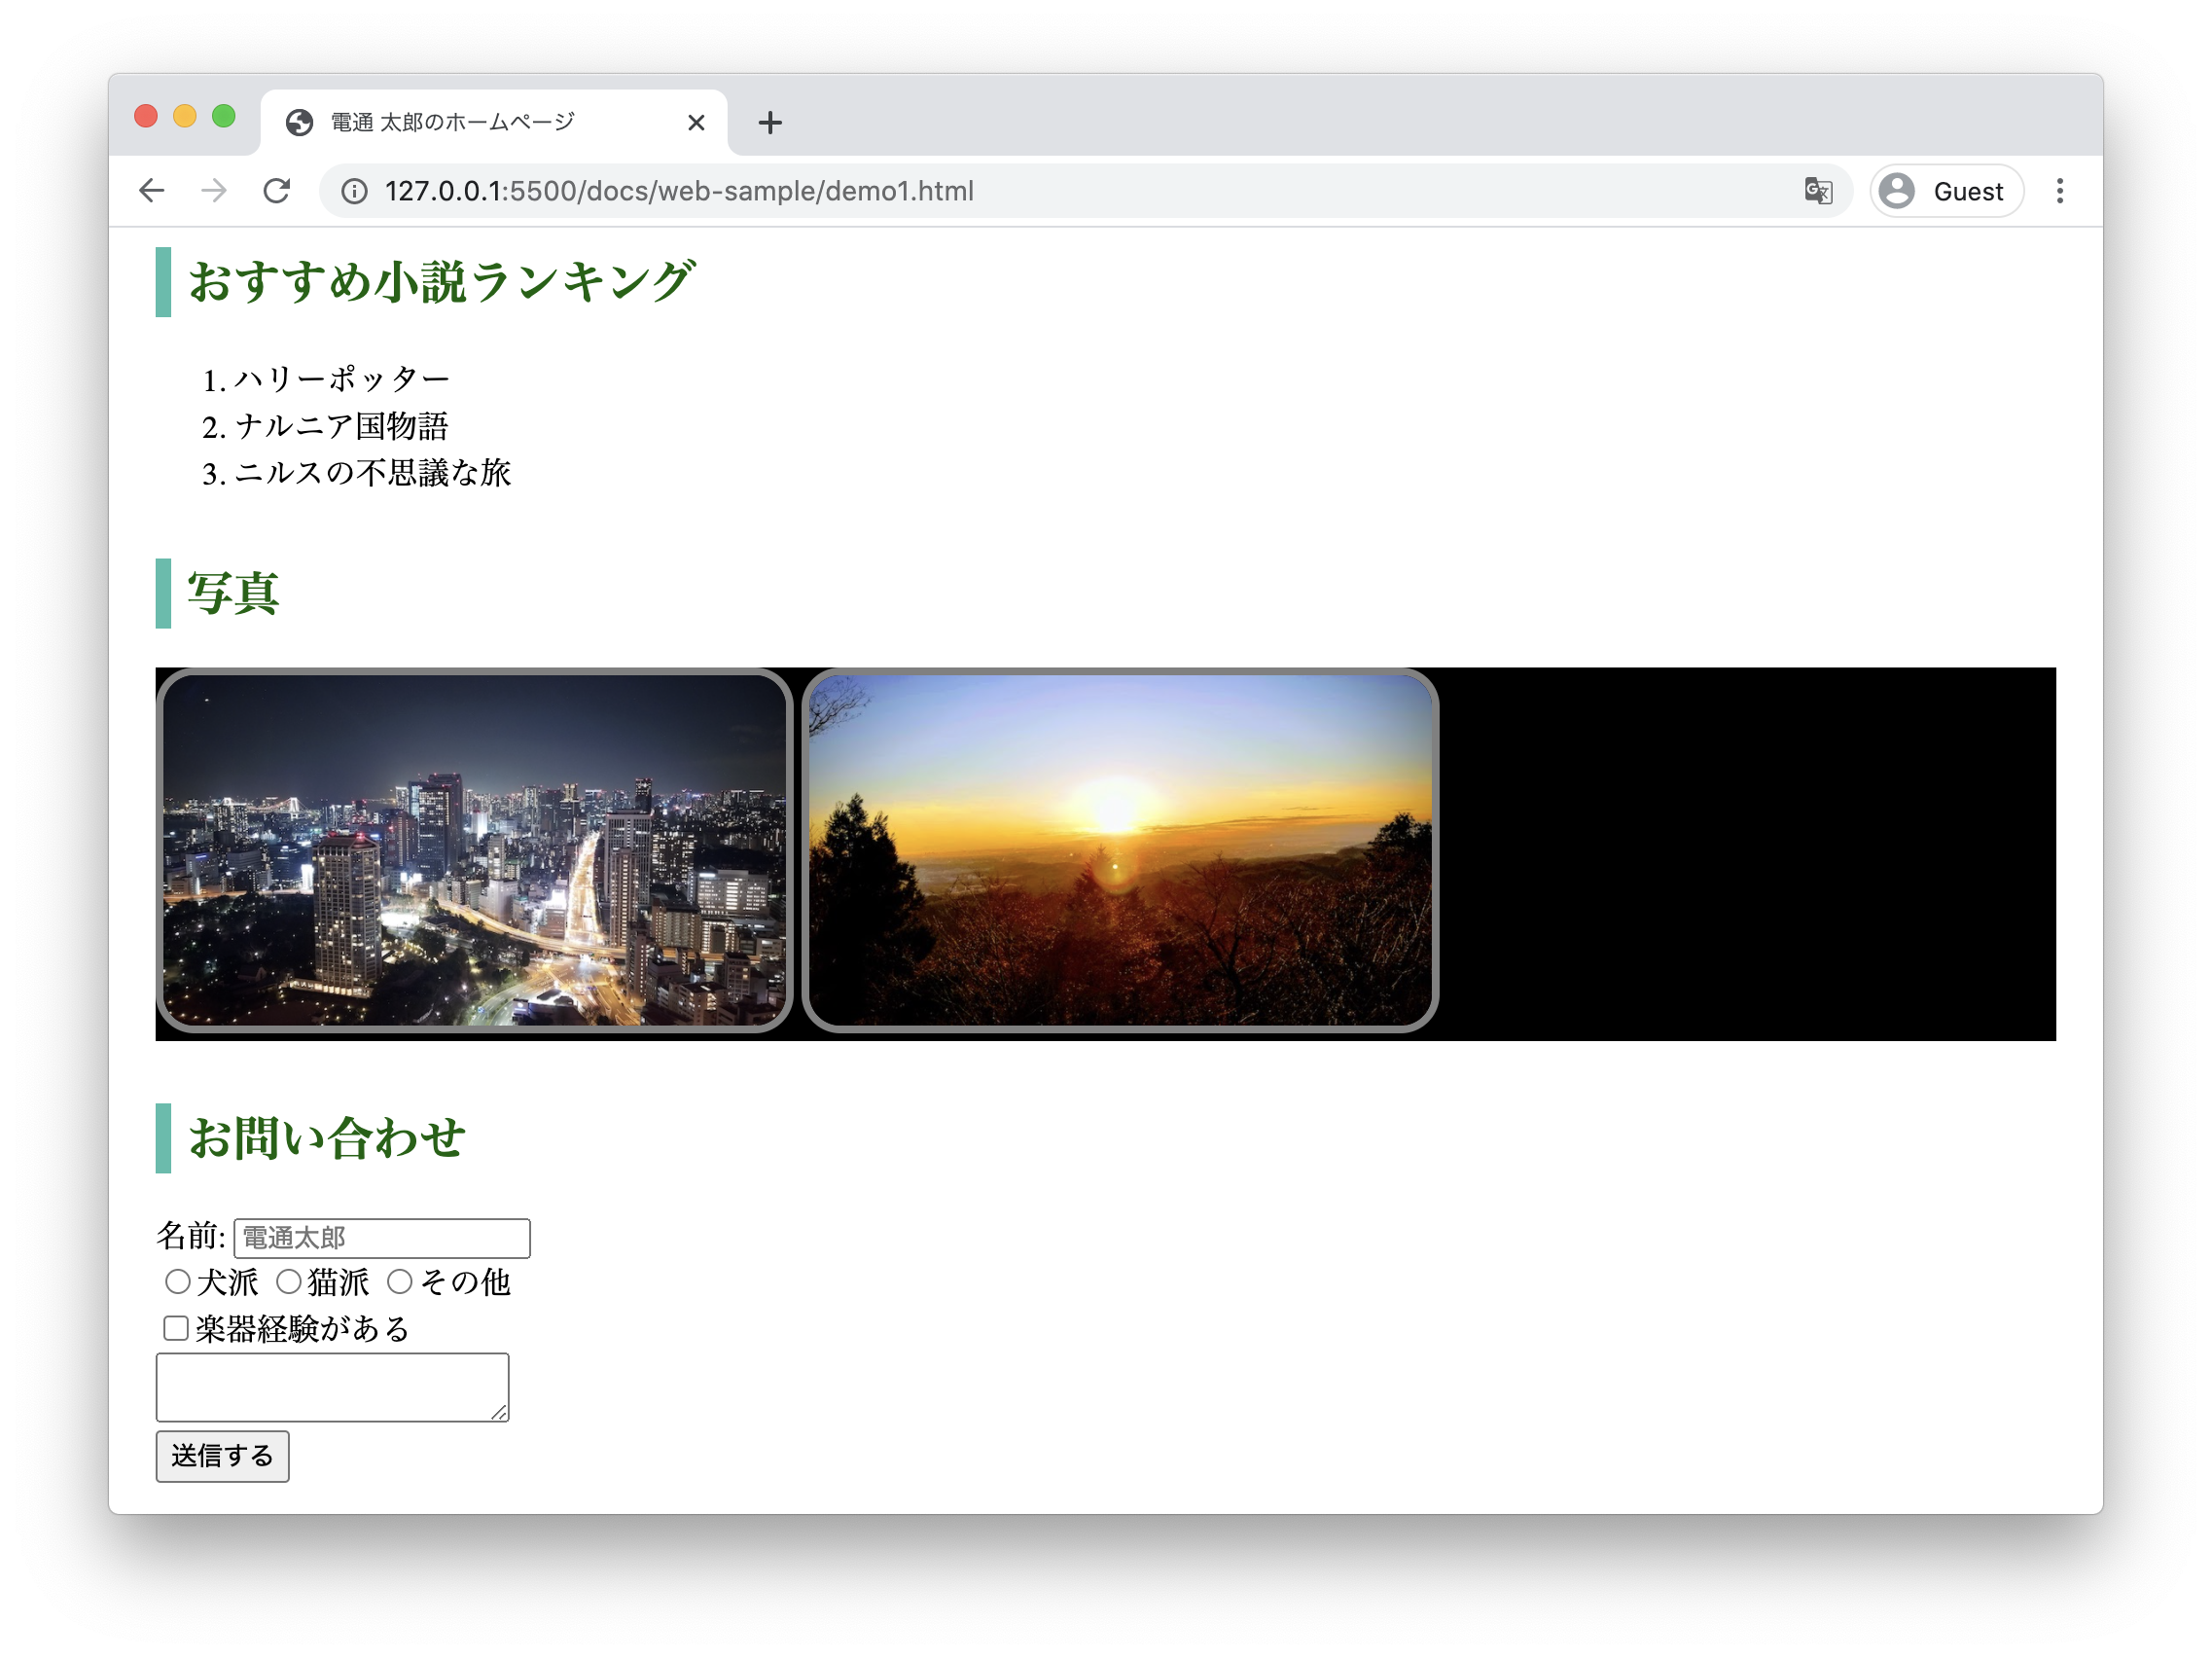 電通 太郎のホームページ
127.0.0.1:5500/docs/web-sample/demo1.html
Guest
おすすめ小説ランキング
1. ハリーポッター
2. ナルニア国物語
3. ニルスの不思議な旅
写真
お問い合わせ
名前: 電通太郎
犬派 猫派 その他
楽器経験がある
送信する